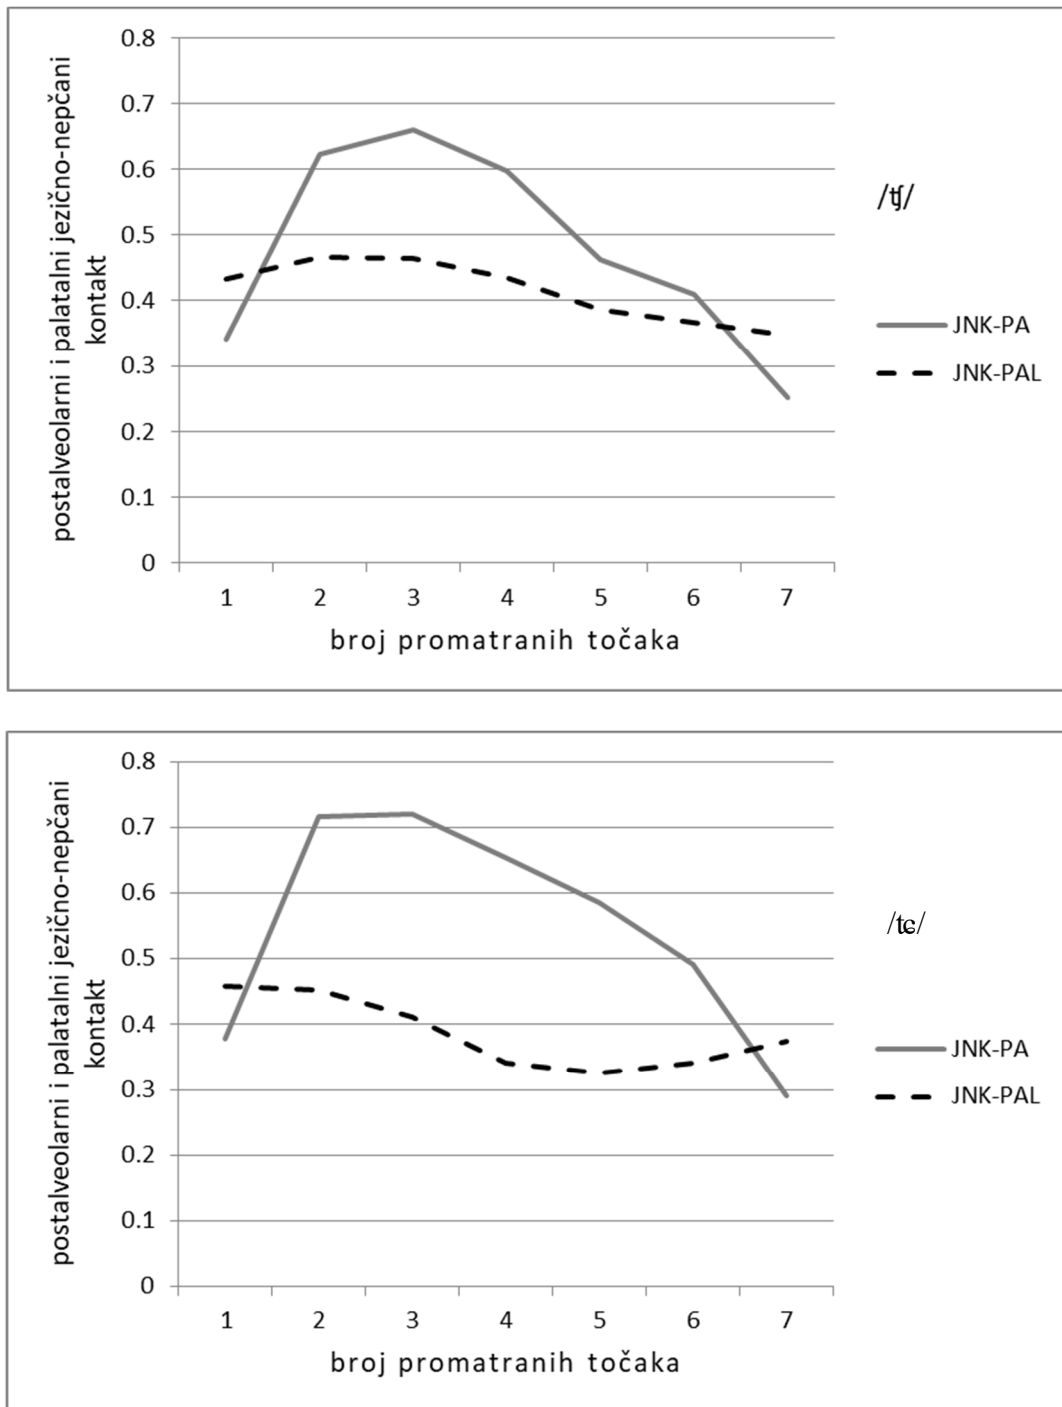 0.8
0.7
0.6
0.5
0.4
0.3
0.2
0.1
0
postalveolarni i palatalni jezično-nepčani
kontakt
1 2 3 4 5 6 7
broj promatranih točaka
/ʧ/
JNK-PA
JNK-PAL
0.8
0.7
0.6
0.5
0.4
0.3
0.2
0.1
0
postalveolarni i palatalni jezično-nepčani
kontakt
1 2 3 4 5 6 7
broj promatranih točaka
/ʨ/
JNK-PA
JNK-PAL